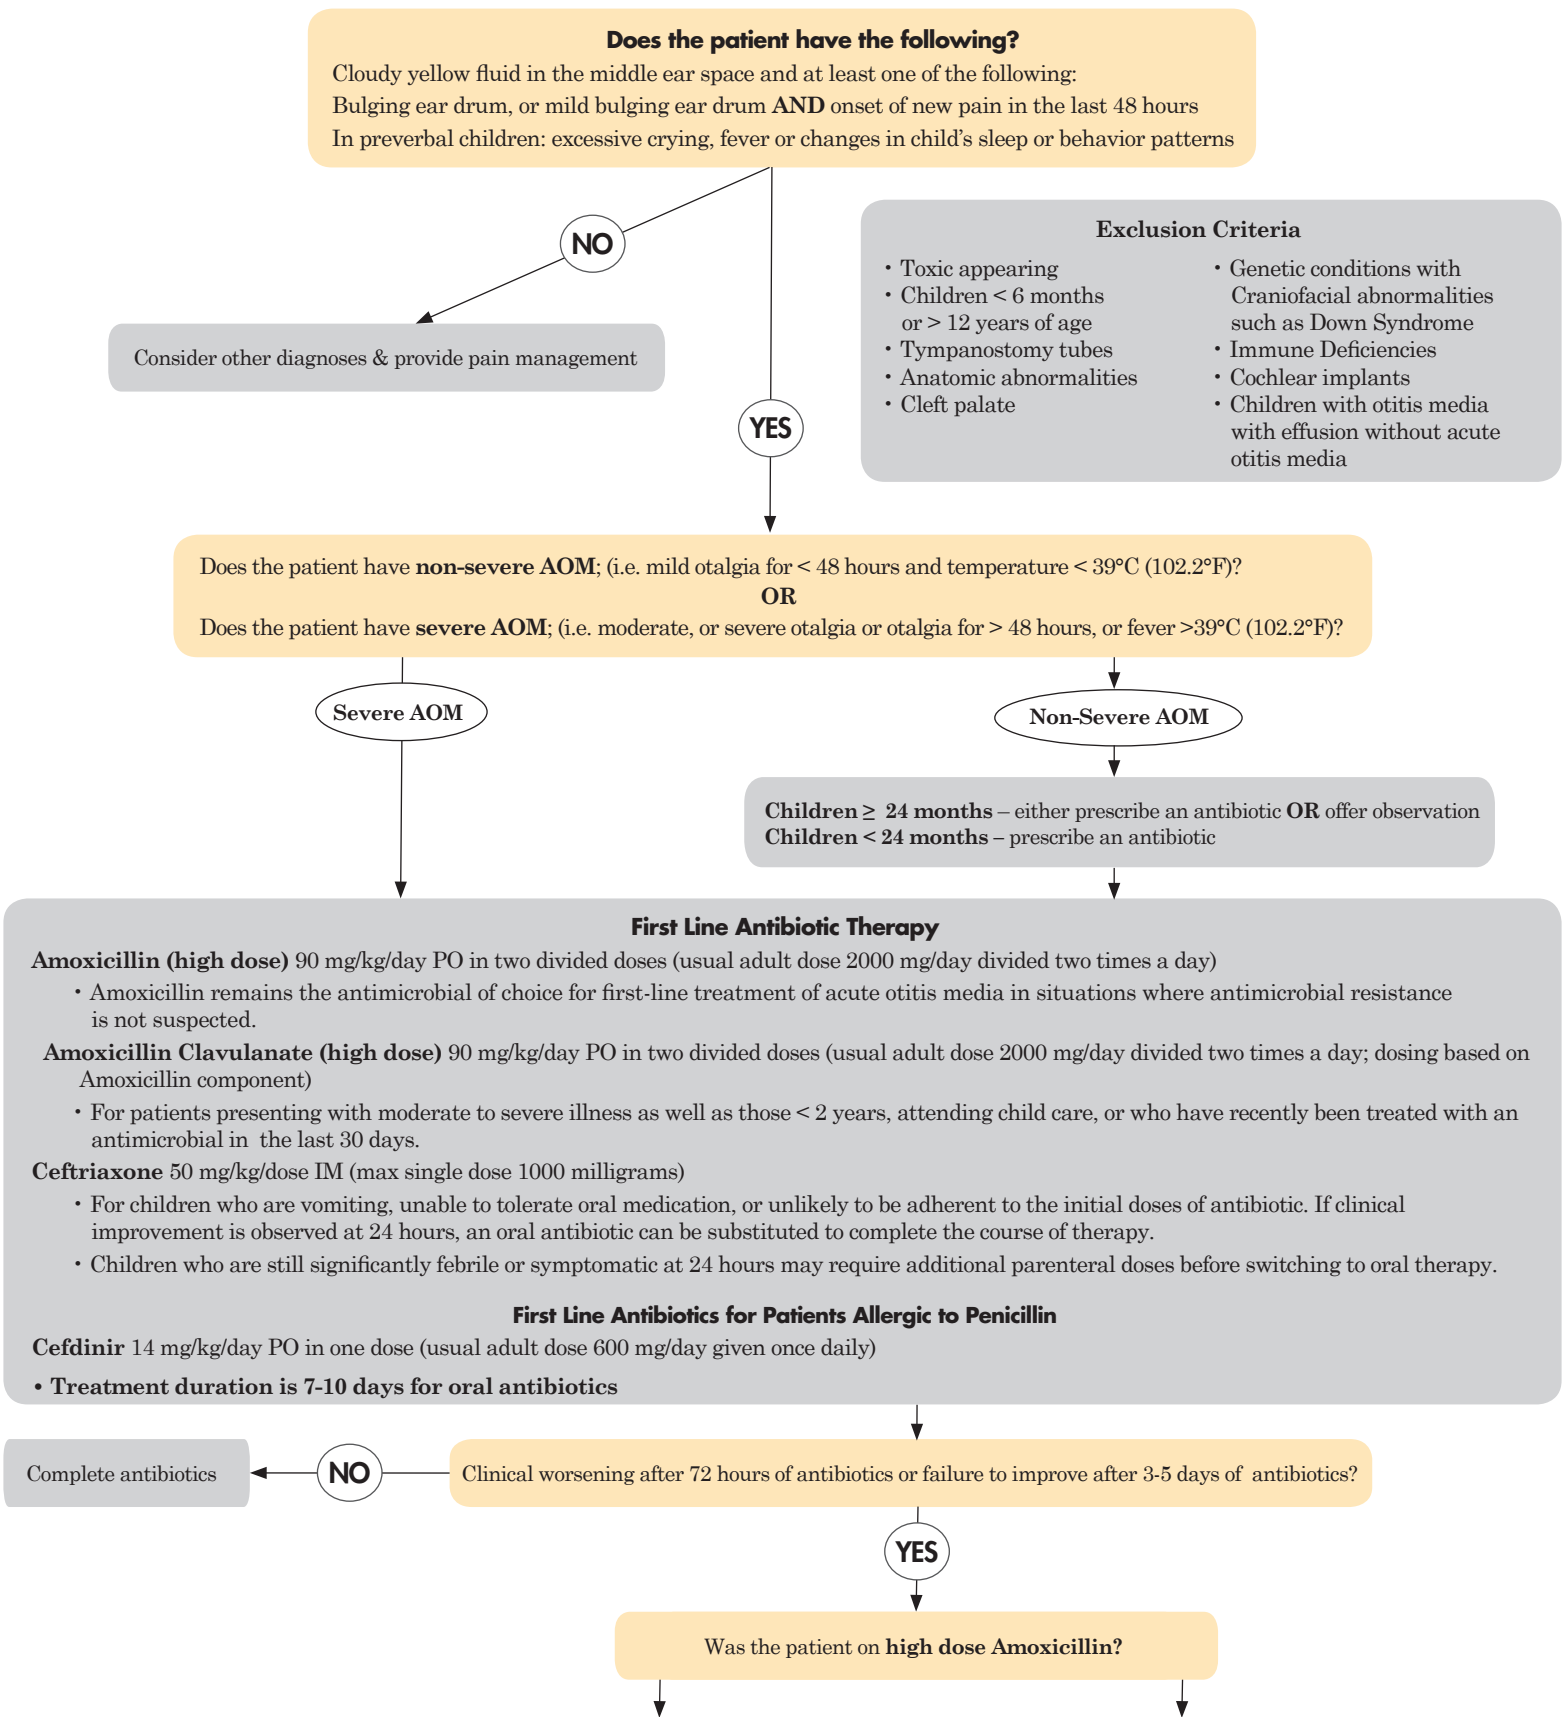 Does the patient have the following?
Cloudy yellow fluid in the middle ear space and at least one of the following:
Bulging ear drum, or mild bulging ear drum AND onset of new pain in the last 48 hours
In preverbal children: excessive crying, fever or changes in child's sleep or behavior patterns
NO
Consider other diagnoses & provide pain management
YES
Exclusion Criteria
• Toxic appearing
• Children < 6 months
or > 12 years of age
• Tympanostomy tubes
• Anatomic abnormalities
• Cleft palate
• Genetic conditions with
Craniofacial abnormalities
such as Down Syndrome
• Immune Deficiencies
• Cochlear implants
• Children with otitis media
with effusion without acute
otitis media
Does the patient have non-severe AOM; (i.e. mild otalgia for < 48 hours and temperature < 39°C (102.2°F)?
OR
Does the patient have severe AOM; (i.e. moderate, or severe otalgia or otalgia for > 48 hours, or fever >39°C (102.2°F)?
Severe AOM
Non-Severe AOM
Children ≥ 24 months – either prescribe an antibiotic OR offer observation
Children < 24 months – prescribe an antibiotic
First Line Antibiotic Therapy
Amoxicillin (high dose) 90 mg/kg/day PO in two divided doses (usual adult dose 2000 mg/day divided two times a day)
• Amoxicillin remains the antimicrobial of choice for first-line treatment of acute otitis media in situations where antimicrobial resistance
is not suspected.
Amoxicillin Clavulanate (high dose) 90 mg/kg/day PO in two divided doses (usual adult dose 2000 mg/day divided two times a day; dosing based on
Amoxicillin component)
• For patients presenting with moderate to severe illness as well as those < 2 years, attending child care, or who have recently been treated with an
antimicrobial in the last 30 days.
Ceftriaxone 50 mg/kg/dose IM (max single dose 1000 milligrams)
• For children who are vomiting, unable to tolerate oral medication, or unlikely to be adherent to the initial doses of antibiotic. If clinical
improvement is observed at 24 hours, an oral antibiotic can be substituted to complete the course of therapy.
• Children who are still significantly febrile or symptomatic at 24 hours may require additional parenteral doses before switching to oral therapy.
First Line Antibiotics for Patients Allergic to Penicillin
Cefdinir 14 mg/kg/day PO in one dose (usual adult dose 600 mg/day given once daily)
• Treatment duration is 7-10 days for oral antibiotics
Complete antibiotics
NO
Clinical worsening after 72 hours of antibiotics or failure to improve after 3-5 days of antibiotics?
YES
Was the patient on high dose Amoxicillin?